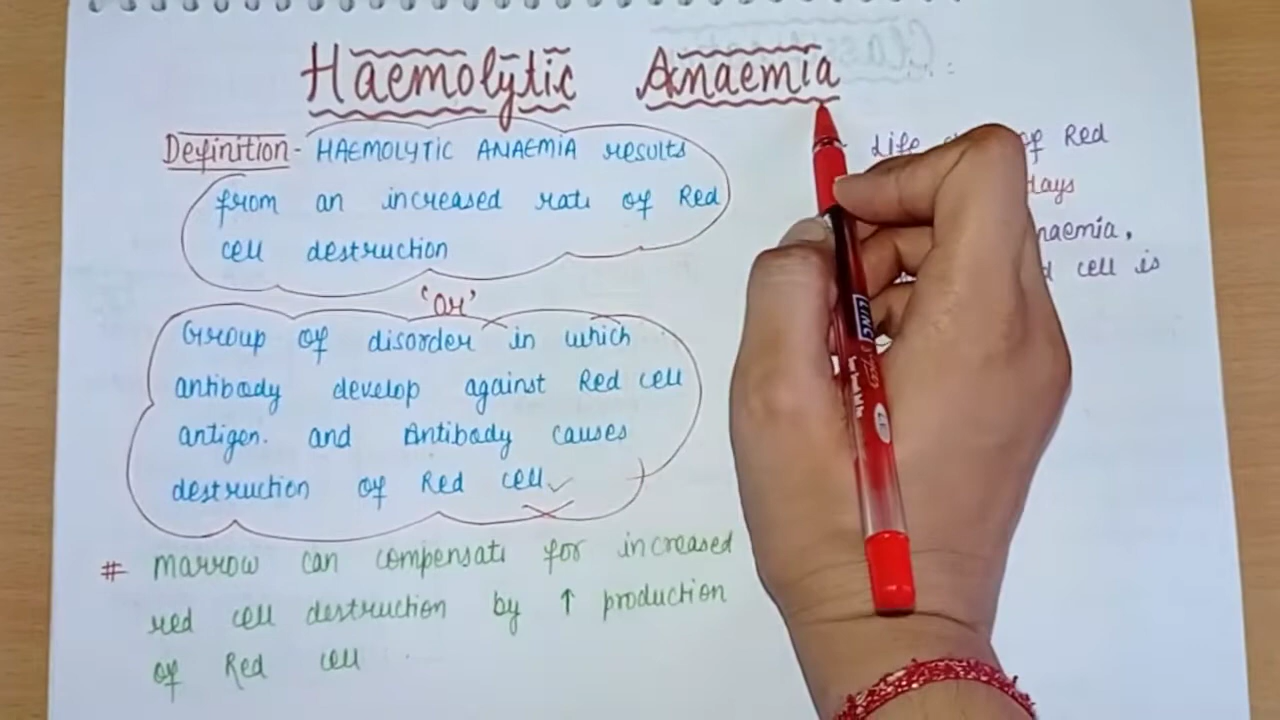 Haemolytic Anaemia
Definition - HAEMOLYTIC ANAEMIA results
from an increased rate of Red
cell destruction
'or'
Group of disorder in which
antibody develop against Red cell
antigen. and Antibody causes
destruction of Red cell
# marrow can compensate for increased
red cell destruction by ↑ production
of Red cell
Life of Red
days
cell is
LINC